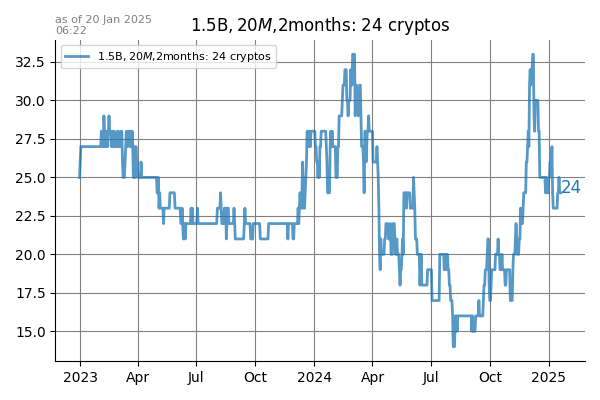 as of 20 Jan 2025
06:22
1.5B, 20M,2months: 24 cryptos
1.5B, 20M,2months: 24 cryptos
32.5
30.0
27.5
25.0
22.5
20.0
17.5
15.0
24
2023 Apr Jul Oct 2024 Apr Jul Oct 2025